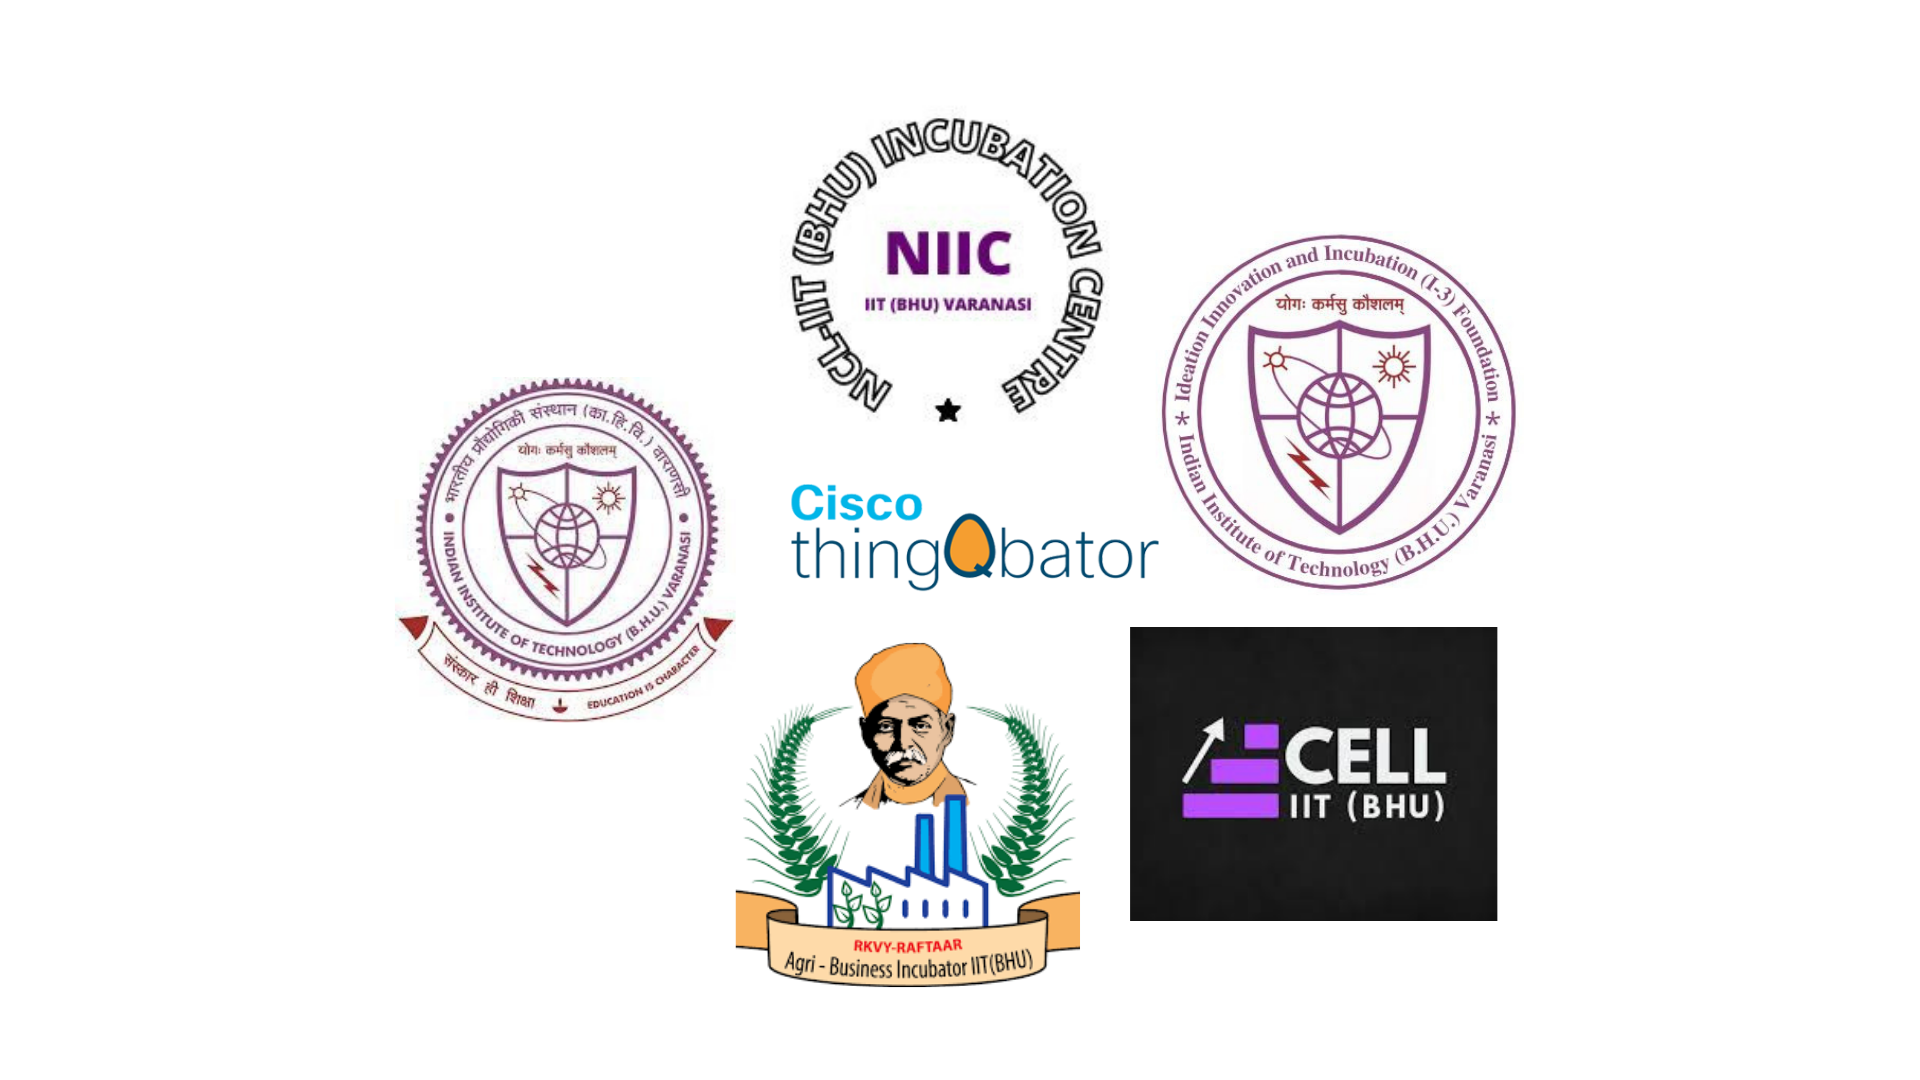 NCL-IIT (BHU) INCUBATION CENTRE
NIIC
IIT (BHU) VARANASI
Ideation Innovation and Incubation (I-3) Foundation
योगः कर्मसु कौशलम्
* Indian Institute of Technology (B.H.U.) Varanasi *
भारतीय प्रौद्योगिकी संस्थान (का.हि.वि.) वाराणसी
योगः कर्मसु कौशलम्
INDIAN INSTITUTE OF TECHNOLOGY (B.H.U.) VARANASI
संस्कार ही शिक्षा EDUCATION IS CHARACTER
Cisco
thingQbator
RKVY-RAFTAAR
Agri - Business Incubator IIT(BHU)
CELL
IIT (BHU)